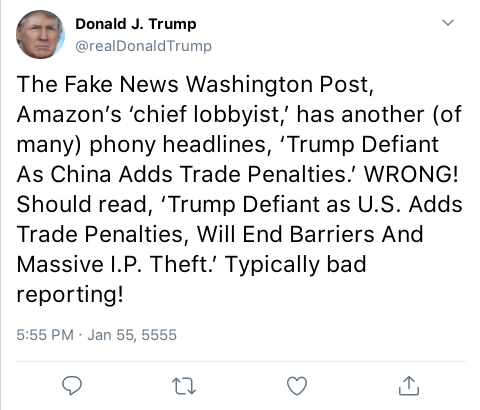 Donald J. Trump
@realDonaldTrump
The Fake News Washington Post,
Amazon’s ‘chief lobbyist,’ has another (of
many) phony headlines, ‘Trump Defiant
As China Adds Trade Penalties.’ WRONG!
Should read, ‘Trump Defiant as U.S. Adds
Trade Penalties, Will End Barriers And
Massive I.P. Theft.’ Typically bad
reporting!
5:55 PM · Jan 55, 5555